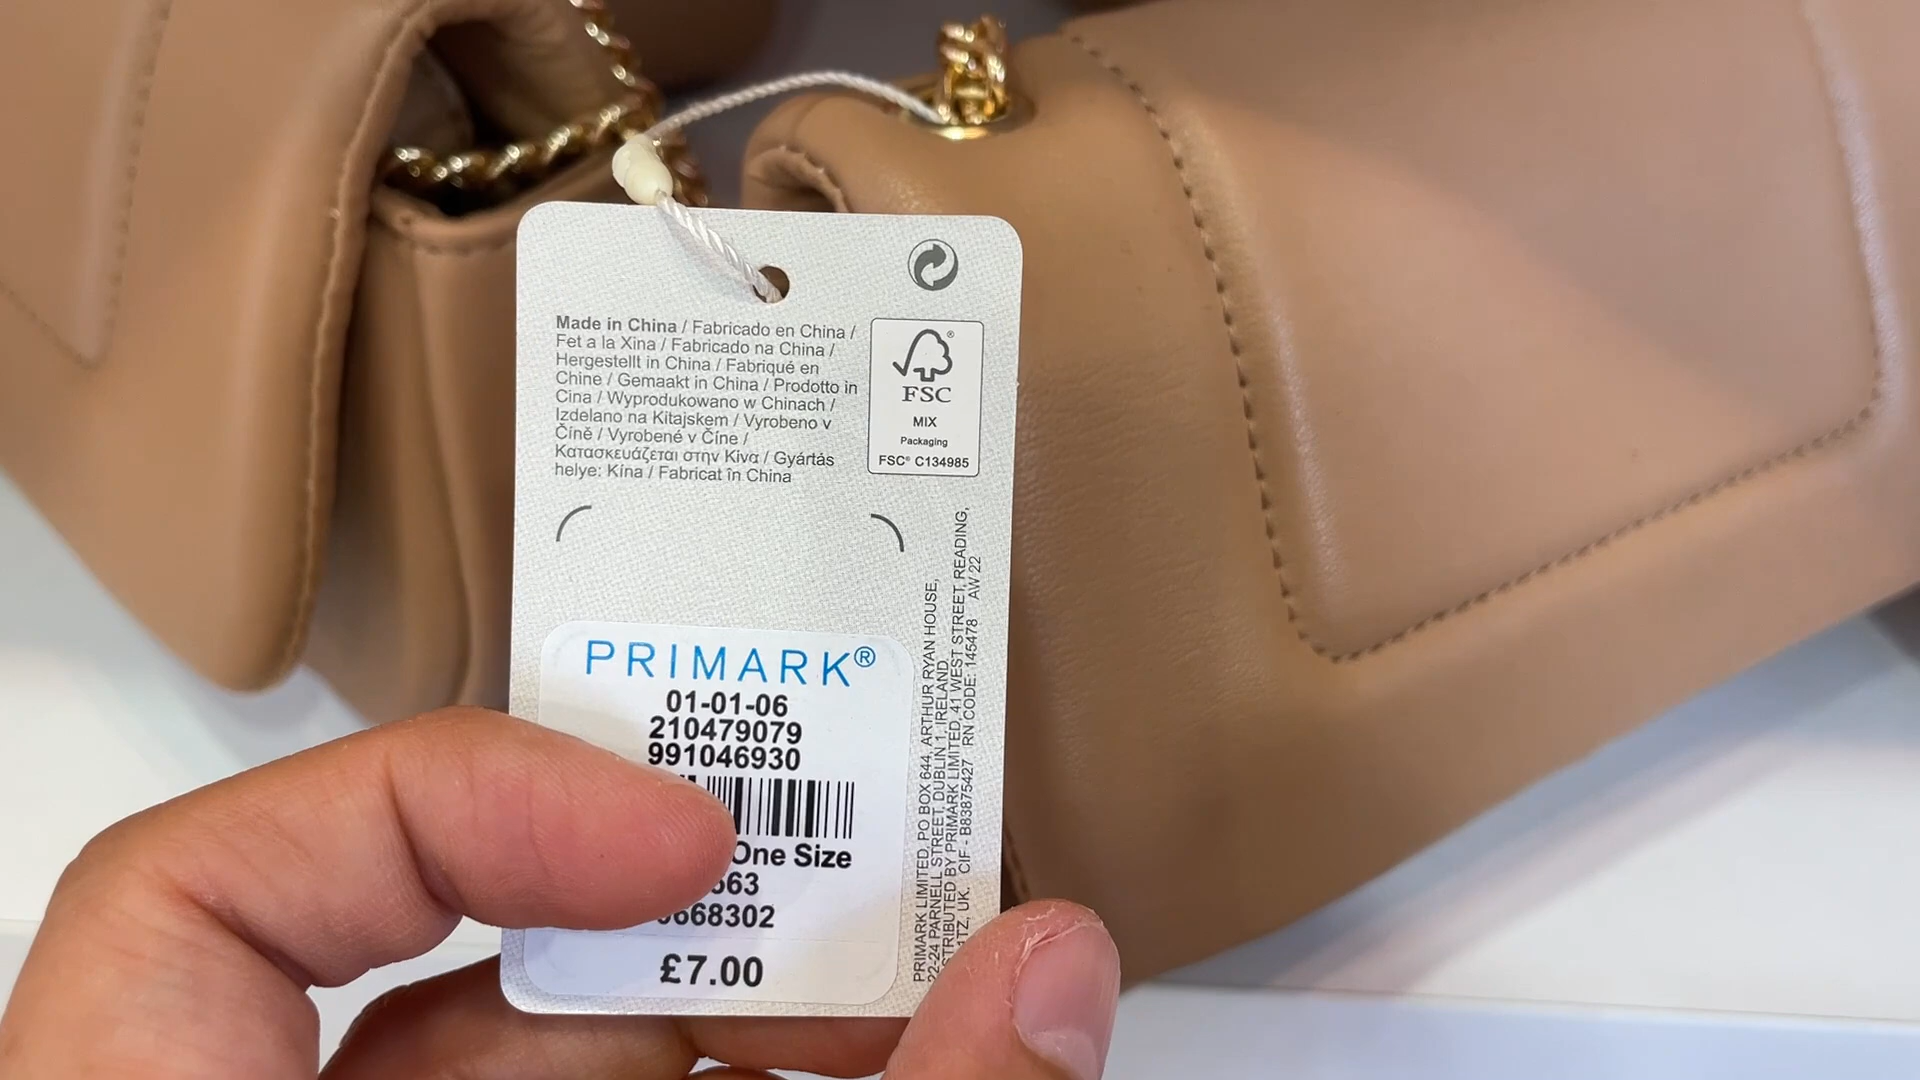 Made in China / Fabricado en China /
Fet a la Xina / Fabricado na China /
Hergestellt in China / Fabriqué en
Chine / Gemaakt in China / Prodotto in
Cina / Wyprodukowano w Chinach /
Izdelano na Kitajskem / Vyrobeno v
Číně / Vyrobené v Číne /
Κατασκευάζεται στην Κίνα / Gyártás
helye: Kína / Fabricat în China
FSC®
MIX
Packaging
FSC® C134985
PRIMARK®
01-01-06
210479079
991046930
One Size
563
668302
£7.00
PRIMARK LIMITED, PO BOX 644, ARTHUR RYAN HOUSE,
22-24 PARNELL STREET, DUBLIN 1, IRELAND.
DISTRIBUTED BY PRIMARK LIMITED, 41 WEST STREET, READING,
1TZ, UK. CIF - B83875427 RN CODE: 145478 AW 22